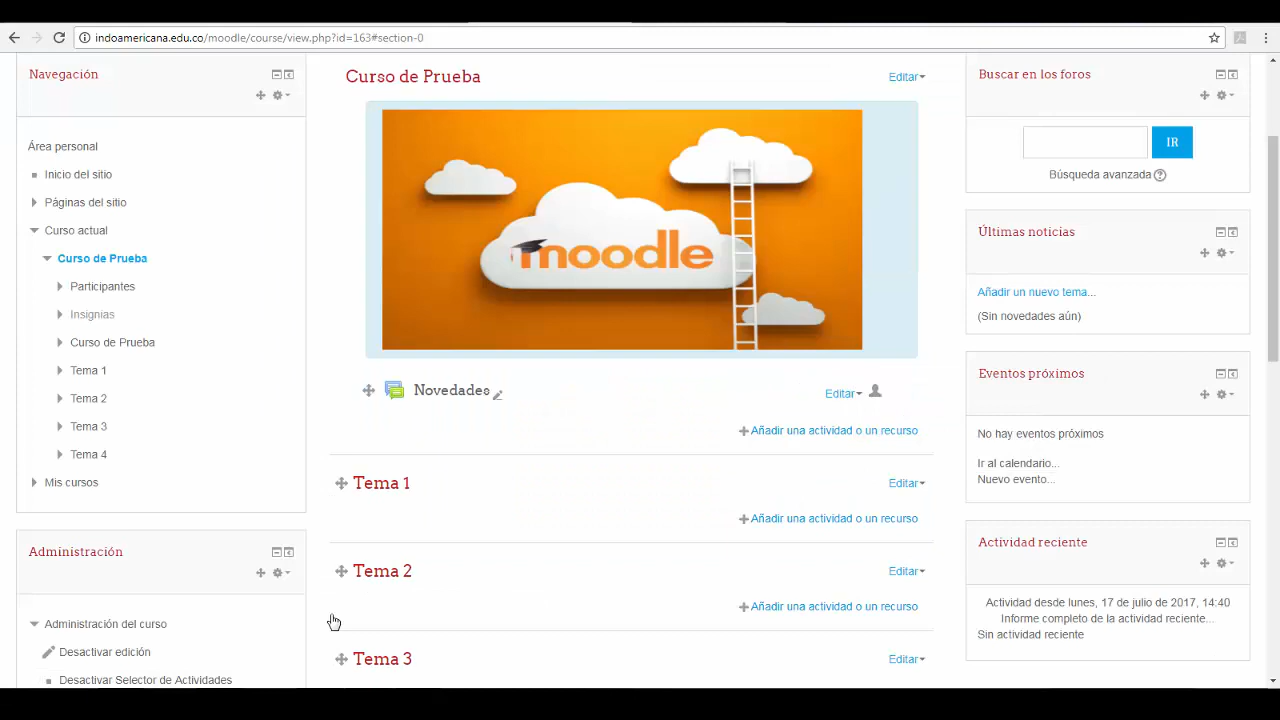 indoamericana.edu.co/moodle/course/view.php?id=163#section-0
Navegación
Área personal
Inicio del sitio
Páginas del sitio
Curso actual
Curso de Prueba
Participantes
Insignias
Curso de Prueba
Tema 1
Tema 2
Tema 3
Tema 4
Mis cursos
Administración
Administración del curso
Desactivar edición
Desactivar Selector de Actividades
Curso de Prueba
Editar
moodle
Novedades
Editar
Añadir una actividad o un recurso
Tema 1
Editar
Añadir una actividad o un recurso
Tema 2
Editar
Añadir una actividad o un recurso
Tema 3
Editar
Buscar en los foros
IR
Búsqueda avanzada
Últimas noticias
Añadir un nuevo tema...
(Sin novedades aún)
Eventos próximos
No hay eventos próximos
Ir al calendario...
Nuevo evento...
Actividad reciente
Actividad desde lunes, 17 de julio de 2017, 14:40
Informe completo de la actividad reciente...
Sin actividad reciente